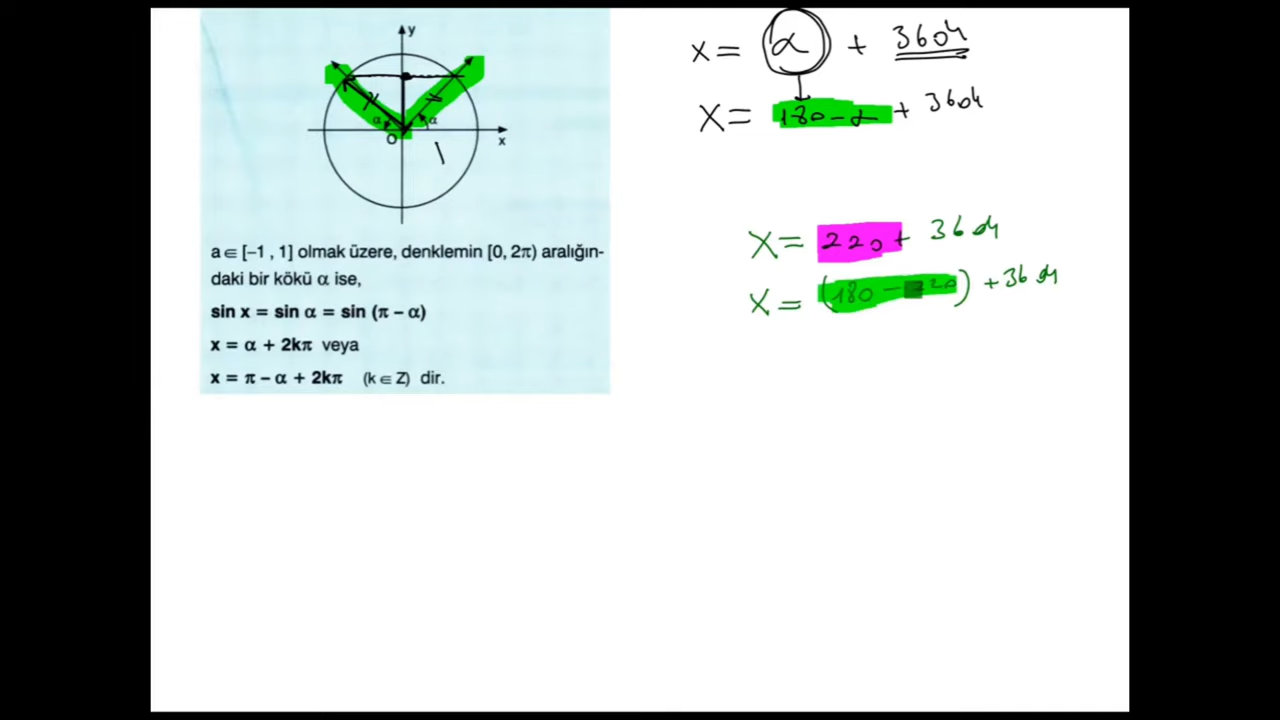 y
α
α
O
x
a ∈ [–1 , 1] olmak üzere, denklemin [0, 2π) aralığın-
daki bir kökü α ise,
sin x = sin α = sin (π – α)
x = α + 2kπ veya
x = π – α + 2kπ (k ∈ Z) dir.
x = α + 360k
x = 180 - α + 360k
x = 220 + 360k
x = (180 - 220) + 360k